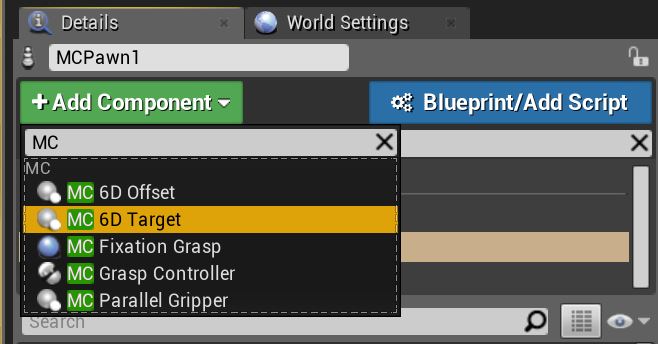 Details
World Settings
MCPawn1
+ Add Component
Blueprint/Add Script
MC
MC
MC 6D Offset
MC 6D Target
MC Fixation Grasp
MC Grasp Controller
MC Parallel Gripper
Search